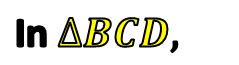 In ΔBCD,